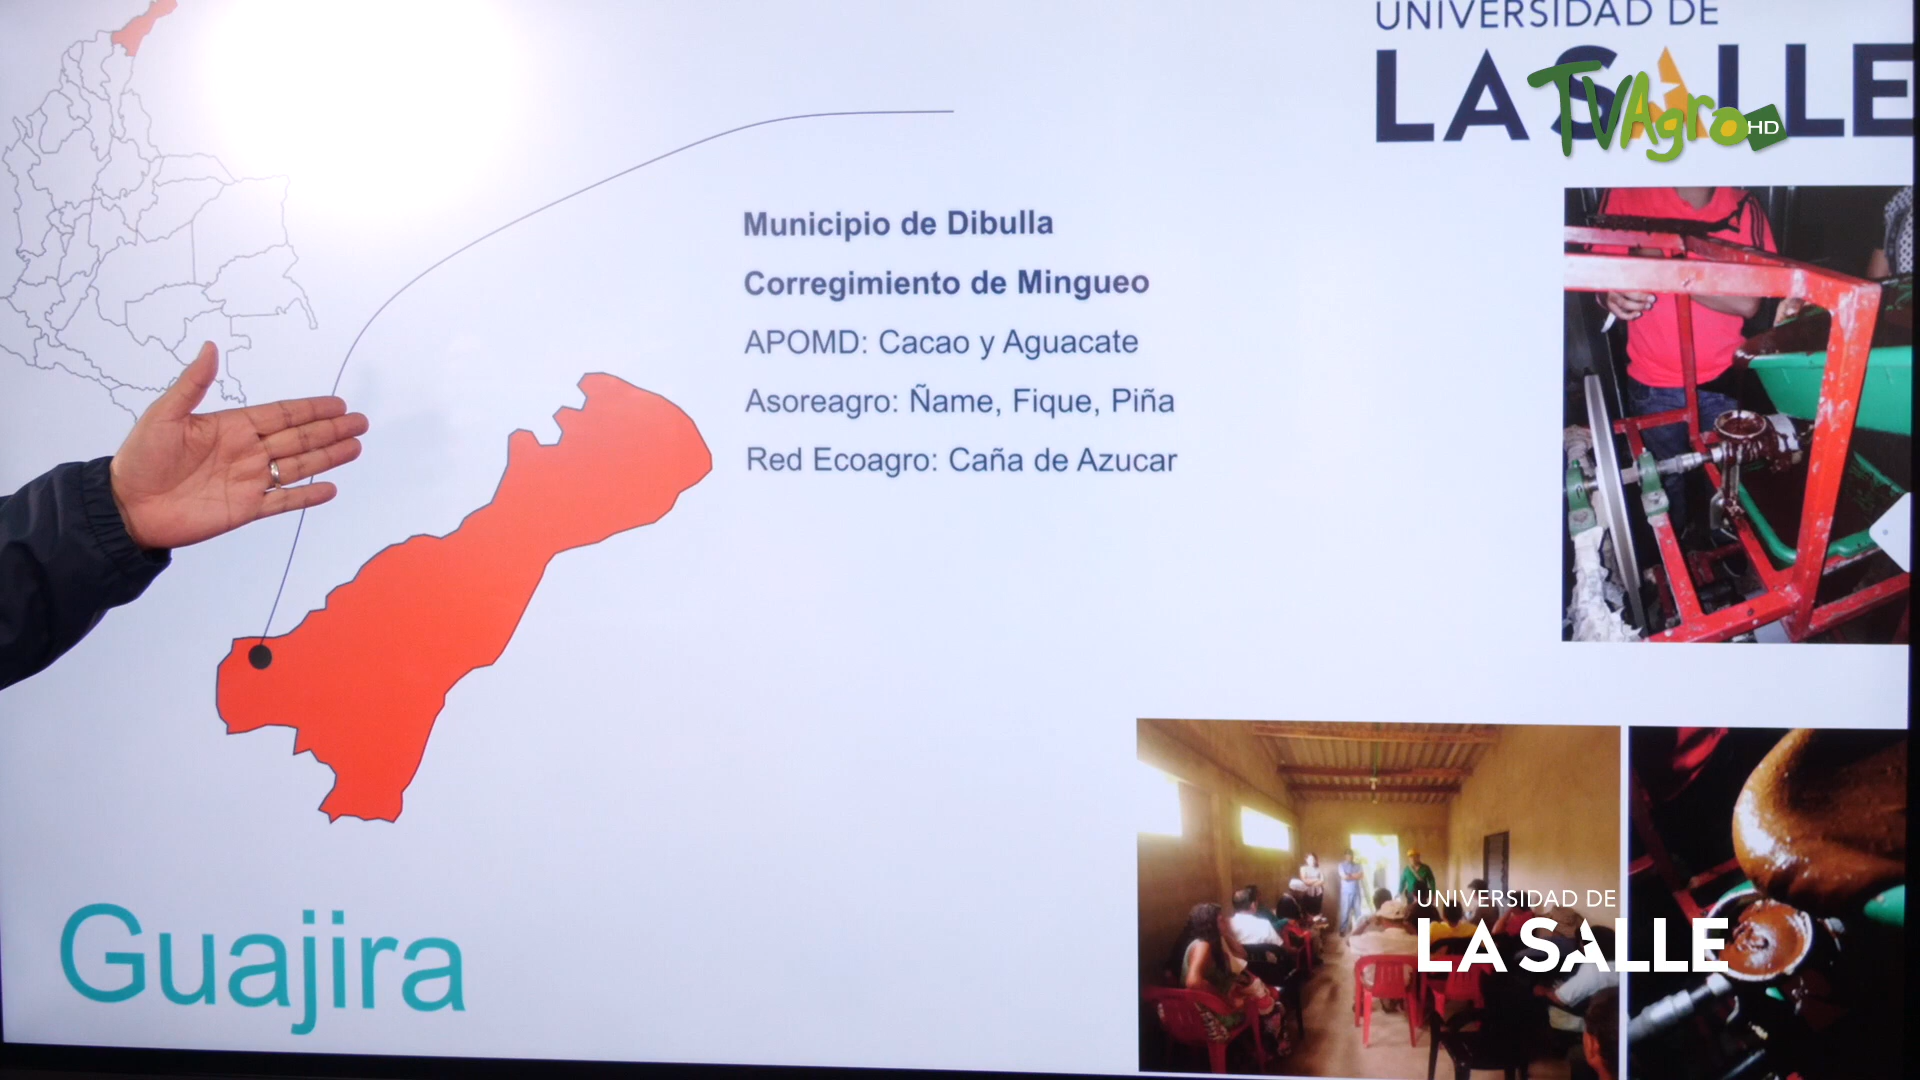 UNIVERSIDAD DE
LA SALLE
TVAgro HD
Municipio de Dibulla
Corregimiento de Mingueo
APOMD: Cacao y Aguacate
Asoreagro: Ñame, Fique, Piña
Red Ecoagro: Caña de Azucar
Guajira
UNIVERSIDAD DE
LA SALLE